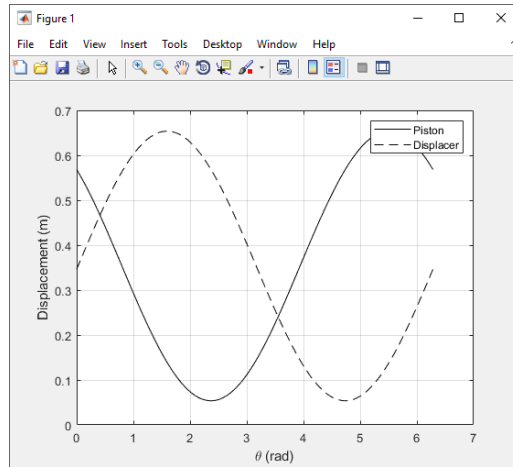 Figure 1
File Edit View Insert Tools Desktop Window Help
0.7
Piston
Displacer
0.6
0.5
0.4
0.3
0.2
0.1
0
Displacement (m)
0 1 2 3 4 5 6 7
θ (rad)